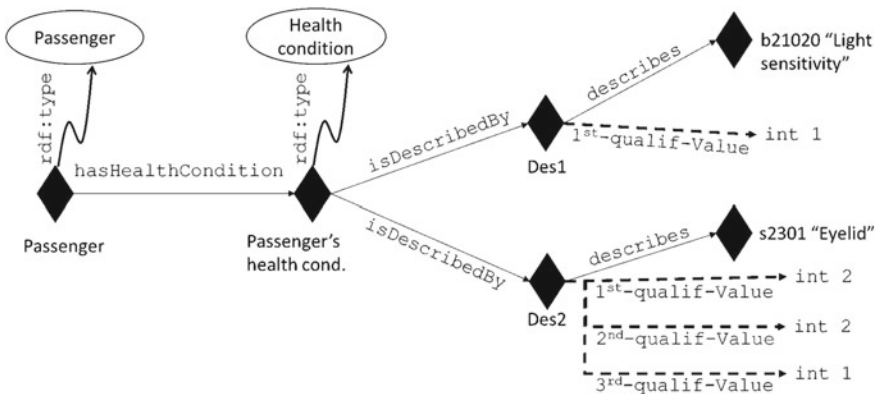 Passenger
Health
condition
rdf:type
rdf:type
hasHealthCondition
Passenger
Passenger's
health cond.
isDescribedBy
isDescribedBy
Des1
describes
b21020 “Light
sensitivity”
1st-qualif-Value
int 1
Des2
describes
s2301 “Eyelid”
1st-qualif-Value
int 2
2nd-qualif-Value
int 2
3rd-qualif-Value
int 1